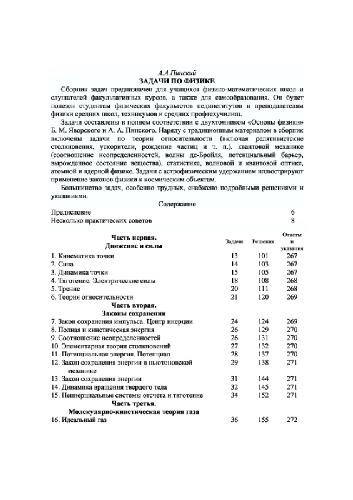 А.А Пинский
ЗАДАЧИ ПО ФИЗИКЕ
Сборник задач предназначен для учащихся физико-математических школ и
слушателей факультативных курсов, а также для самообразования. Он будет
полезен студентам физических факультетов пединститутов и преподавателям
физики средних школ, техникумов и средних профтехучилищ.
Задачи составлены в полном соответствии с двухтомником «Основы физики»
Б. М. Яворского и А. А. Пинского. Наряду с традиционным материалом в сборник
включены задачи по теории относительности (включая релятивистские
столкновения, ускорители, рождение частиц и т. п.), квантовой механике
(соотношение неопределенностей, волны де-Бройля, потенциальный барьер,
вырожденное состояние вещества), статистике, волновой и квантовой оптике,
атомной и ядерной физике. Задачи с астрофизическим содержанием иллюстрируют
применение законов физики к космическим объектам.
Большинство задач, особенно трудных, снабжено подробными решениями и
указаниями.
Содержание
Предисловие 6
Несколько практических советов 8
Часть первая. Задачи Решения Ответы и указания
Движение и силы
1. Кинематика точки 13 101 267
2. Сила 14 103 267
3. Динамика точки 15 105 267
4. Тяготение. Электрические силы 18 108 268
5. Трение 20 111 268
6. Теория относительности 21 120 269
Часть вторая.
Законы сохранения
7. Закон сохранения импульса. Центр инерции 24 124 269
8. Полная и кинетическая энергия 26 129 270
9. Соотношение неопределенностей 26 131 270
10. Элементарная теория столкновений 27 132 270
11. Потенциальная энергия. Потенциал 28 137 270
12. Закон сохранения энергии в ньютоновской 29 138 271
механике
13. Закон сохранения энергии 31 144 271
14. Динамика вращения твердого тела 32 145 271
15. Неинерциальные системы отсчета и тяготение 34 152 271
Часть третья.
Молекулярно-кинетическая теория газа
16. Идеальный газ 36 155 272